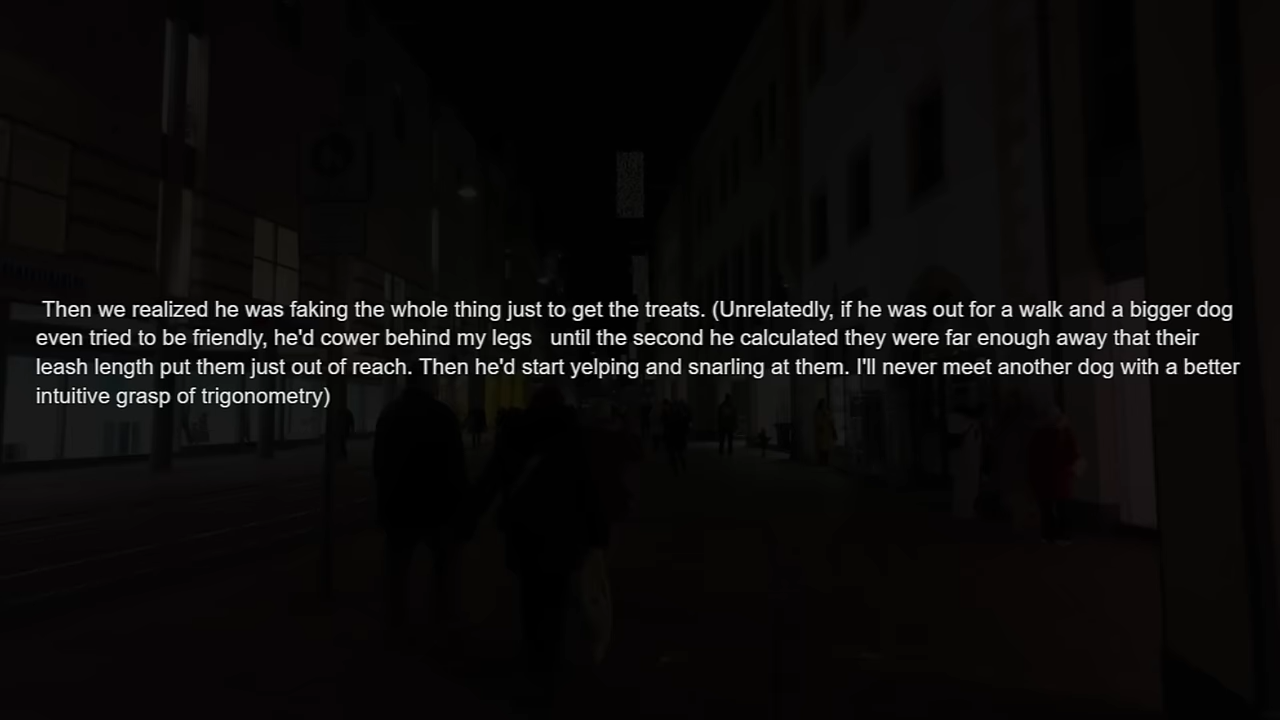 Then we realized he was faking the whole thing just to get the treats. (Unrelatedly, if he was out for a walk and a bigger dog
even tried to be friendly, he'd cower behind my legs   until the second he calculated they were far enough away that their
leash length put them just out of reach. Then he'd start yelping and snarling at them. I'll never meet another dog with a better
intuitive grasp of trigonometry)